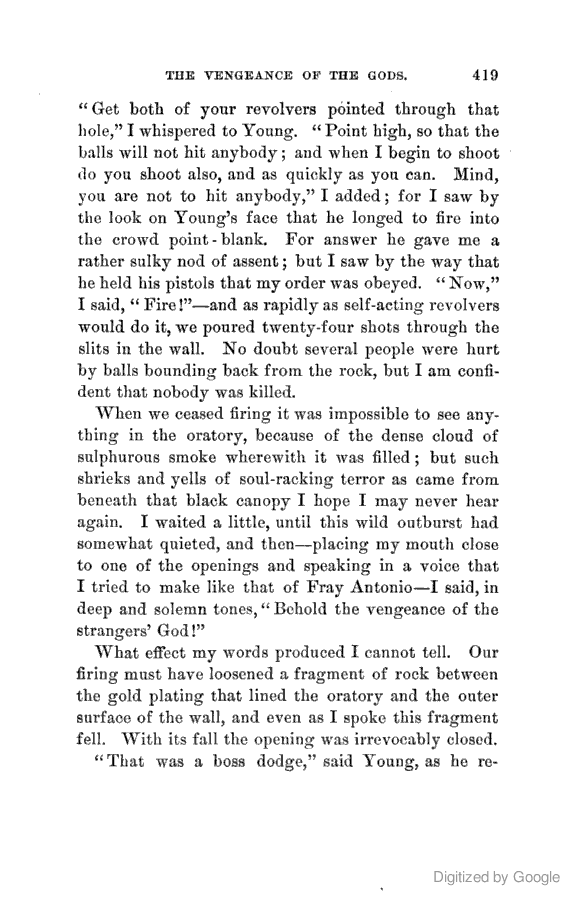 THE VENGEANCE OF THE GODS. 419
“Get both of your revolvers pointed through that
hole,” I whispered to Young. “Point high, so that the
balls will not hit anybody; and when I begin to shoot
do you shoot also, and as quickly as you can. Mind,
you are not to hit anybody,” I added; for I saw by
the look on Young’s face that he longed to fire into
the crowd point-blank. For answer he gave me a
rather sulky nod of assent; but I saw by the way that
he held his pistols that my order was obeyed. “Now,”
I said, “Fire!”—and as rapidly as self-acting revolvers
would do it, we poured twenty-four shots through the
slits in the wall. No doubt several people were hurt
by balls bounding back from the rock, but I am confi-
dent that nobody was killed.
When we ceased firing it was impossible to see any-
thing in the oratory, because of the dense cloud of
sulphurous smoke wherewith it was filled; but such
shrieks and yells of soul-racking terror as came from
beneath that black canopy I hope I may never hear
again. I waited a little, until this wild outburst had
somewhat quieted, and then—placing my mouth close
to one of the openings and speaking in a voice that
I tried to make like that of Fray Antonio—I said, in
deep and solemn tones, “Behold the vengeance of the
strangers’ God!”
What effect my words produced I cannot tell. Our
firing must have loosened a fragment of rock between
the gold plating that lined the oratory and the outer
surface of the wall, and even as I spoke this fragment
fell. With its fall the opening was irrevocably closed.
“That was a boss dodge,” said Young, as he re-
Digitized by Google